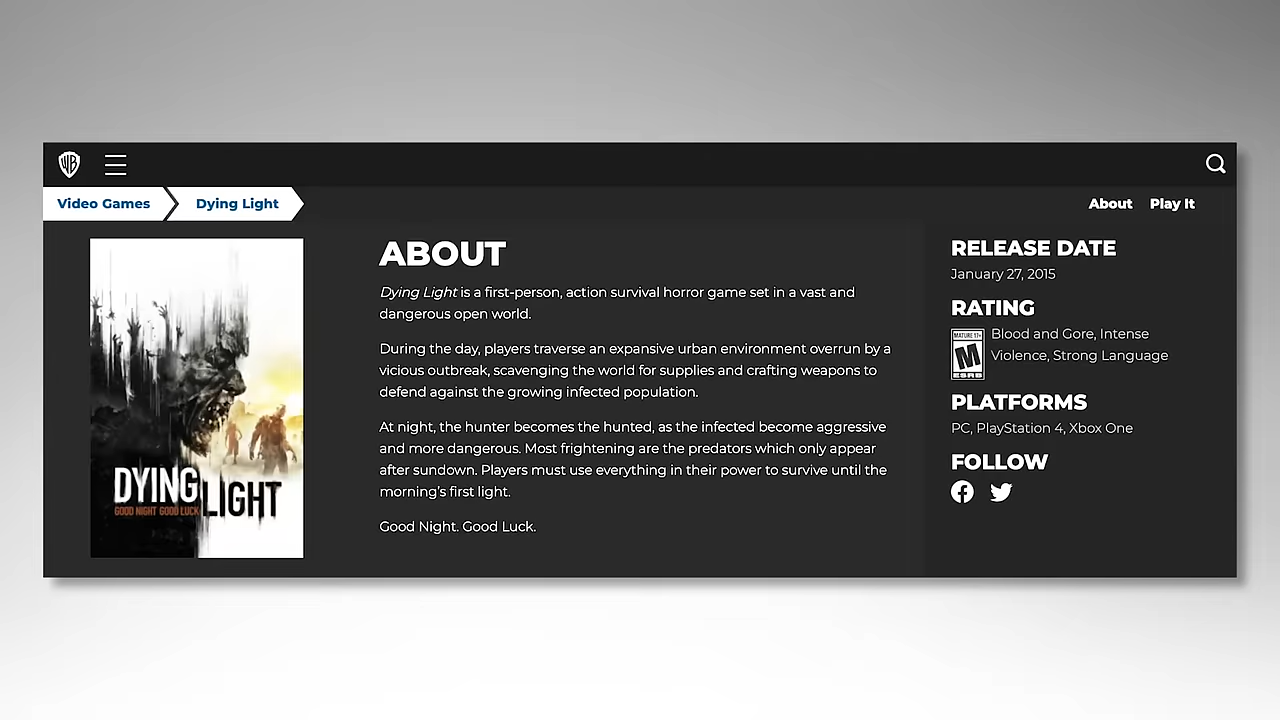 WB
Video Games
Dying Light
About
Play It
DYING
LIGHT
GOOD NIGHT GOOD LUCK
ABOUT
Dying Light is a first-person, action survival horror game set in a vast and
dangerous open world.
During the day, players traverse an expansive urban environment overrun by a
vicious outbreak, scavenging the world for supplies and crafting weapons to
defend against the growing infected population.
At night, the hunter becomes the hunted, as the infected become aggressive
and more dangerous. Most frightening are the predators which only appear
after sundown. Players must use everything in their power to survive until the
morning's first light.
Good Night. Good Luck.
RELEASE DATE
January 27, 2015
RATING
MATURE 17+
M
ESRB
Blood and Gore, Intense
Violence, Strong Language
PLATFORMS
PC, PlayStation 4, Xbox One
FOLLOW